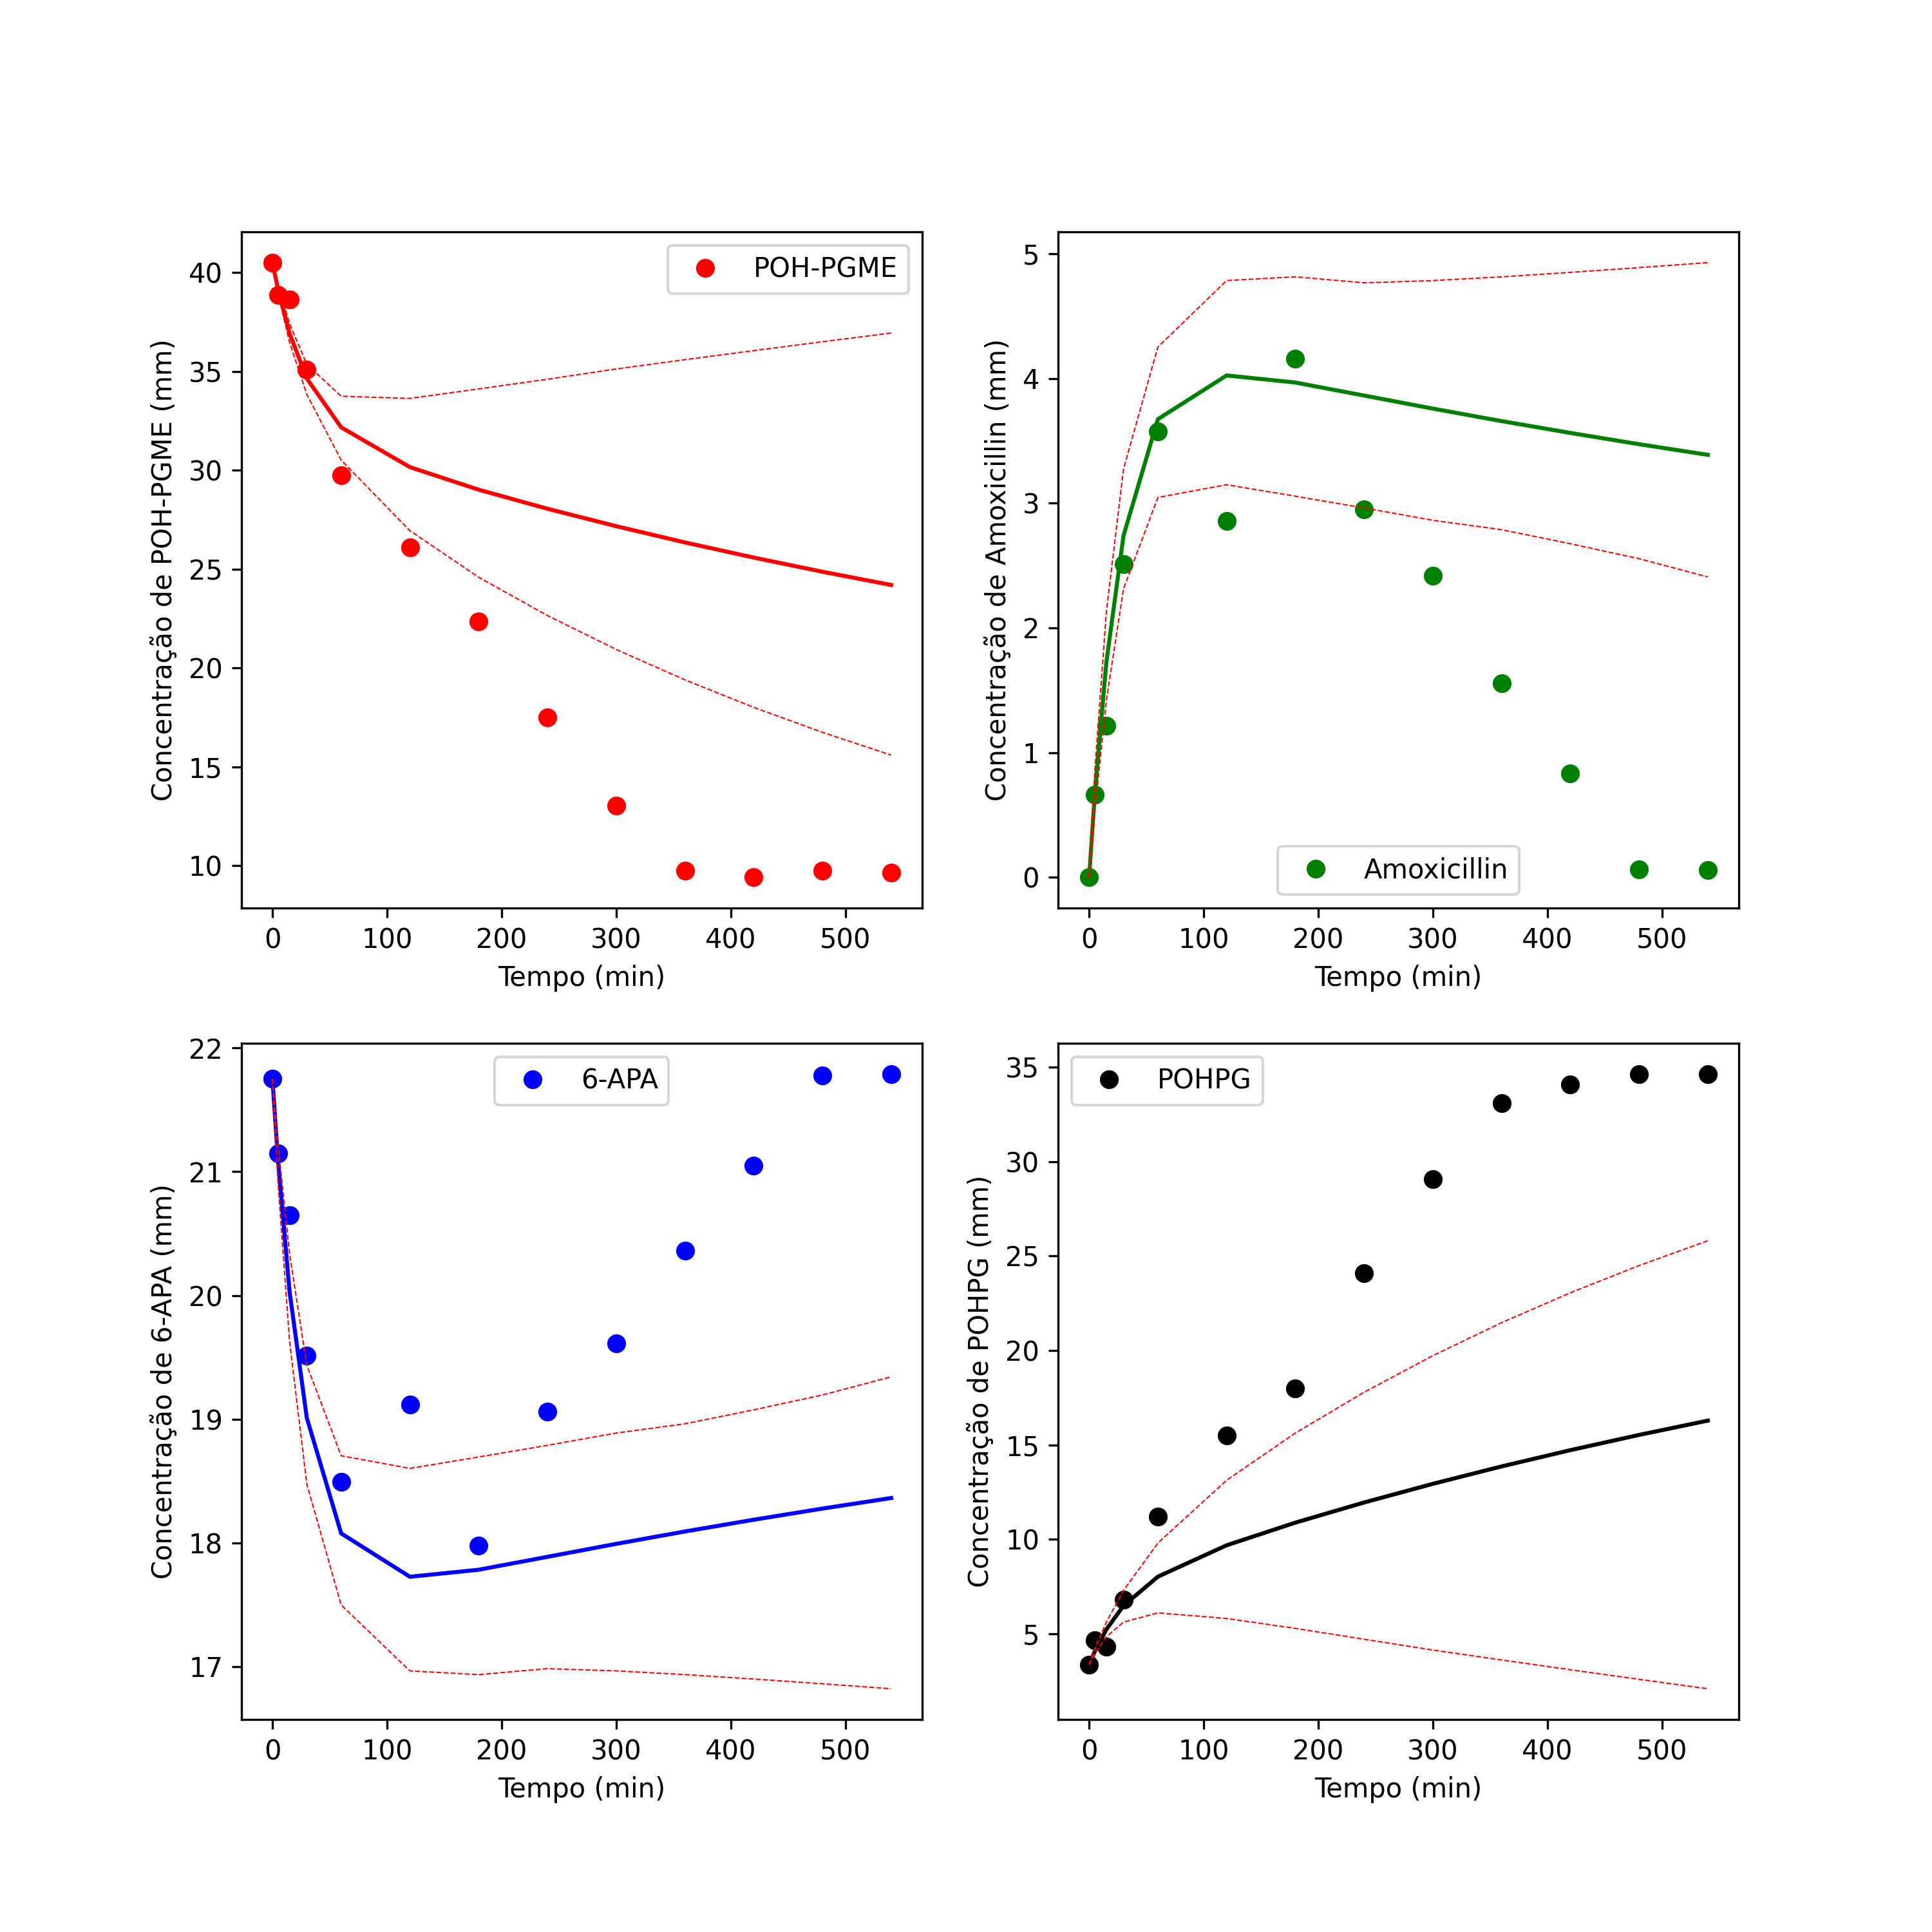 POH-PGME
Concentração de POH-PGME (mm)
40
35
30
25
20
15
10
0 100 200 300 400 500
Tempo (min)
Amoxicillin
Concentração de Amoxicillin (mm)
5
4
3
2
1
0
0 100 200 300 400 500
Tempo (min)
6-APA
Concentração de 6-APA (mm)
22
21
20
19
18
17
0 100 200 300 400 500
Tempo (min)
POHPG
Concentração de POHPG (mm)
35
30
25
20
15
10
5
0 100 200 300 400 500
Tempo (min)